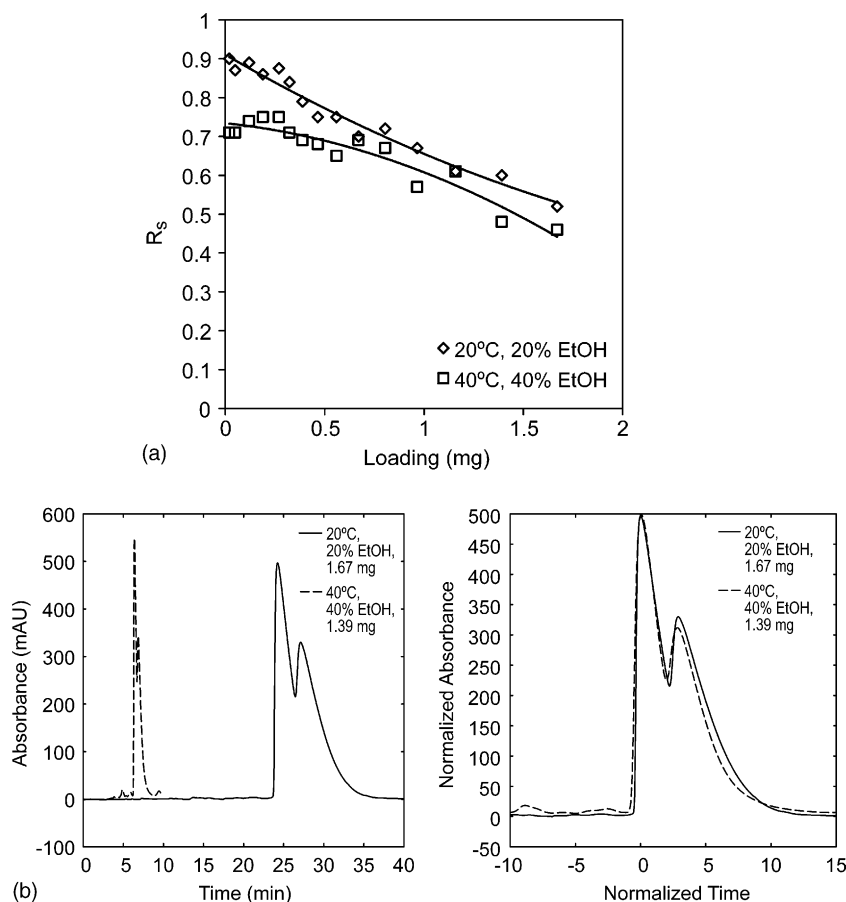 1
0.9
0.8
0.7
0.6
0.5
0.4
0.3
0.2
0.1
0
Rs
20ºC, 20% EtOH
40ºC, 40% EtOH
0 0.5 1 1.5 2
Loading (mg)
(a)
600
500
400
300
200
100
0
-100
Absorbance (mAU)
20ºC,
20% EtOH,
1.67 mg
40ºC,
40% EtOH,
1.39 mg
0 5 10 15 20 25 30 35 40
Time (min)
(b)
500
450
400
350
300
250
200
150
100
50
0
-50
Normalized Absorbance
20ºC,
20% EtOH,
1.67 mg
40ºC,
40% EtOH,
1.39 mg
-10 -5 0 5 10 15
Normalized Time